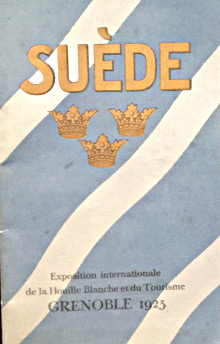 SUÈDE
Exposition internationale
de la Houille Blanche et du Tourisme
GRENOBLE 1925